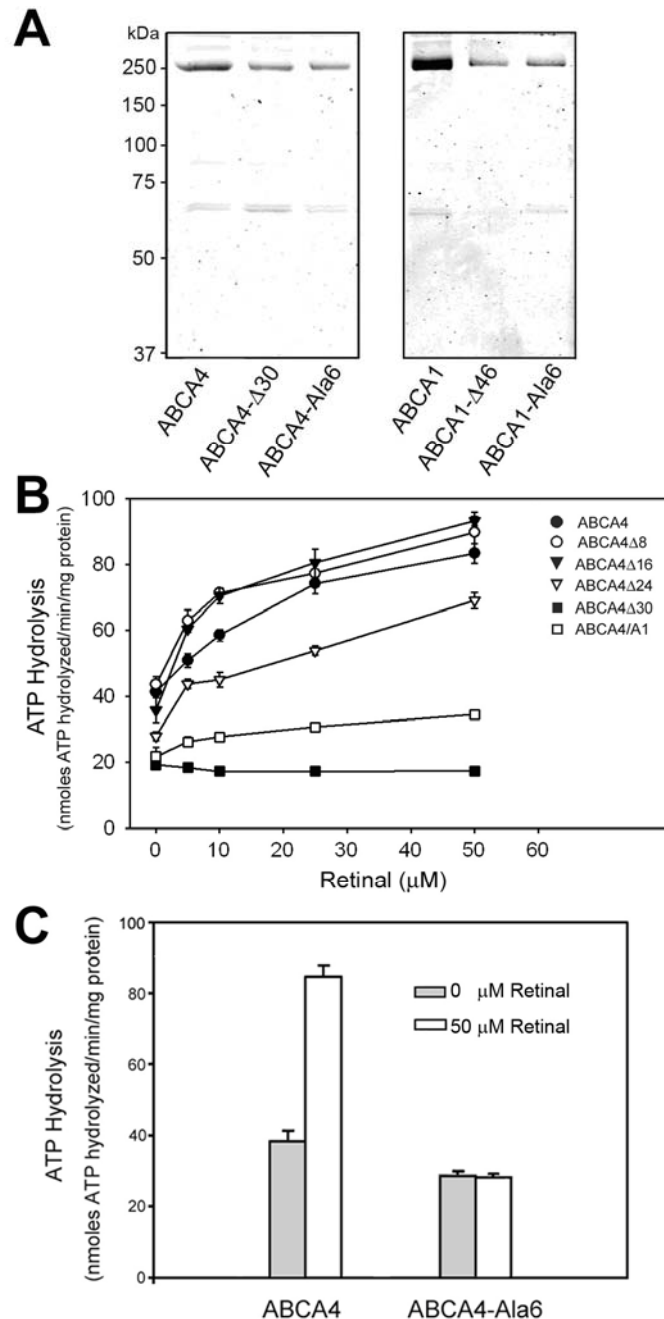 A
kDa
250
150
100
75
50
37
ABCA4
ABCA4-Δ30
ABCA4-Ala6
ABCA1
ABCA1-Δ46
ABCA1-Ala6
B
ATP Hydrolysis
(nmoles ATP hydrolyzed/min/mg protein)
100
80
60
40
20
0
0 10 20 30 40 50 60
Retinal (μM)
ABCA4
ABCA4Δ8
ABCA4Δ16
ABCA4Δ24
ABCA4Δ30
ABCA4/A1
C
ATP Hydrolysis
(nmoles ATP hydrolyzed/min/mg protein)
100
80
60
40
20
0
0 μM Retinal
50 μM Retinal
ABCA4 ABCA4-Ala6